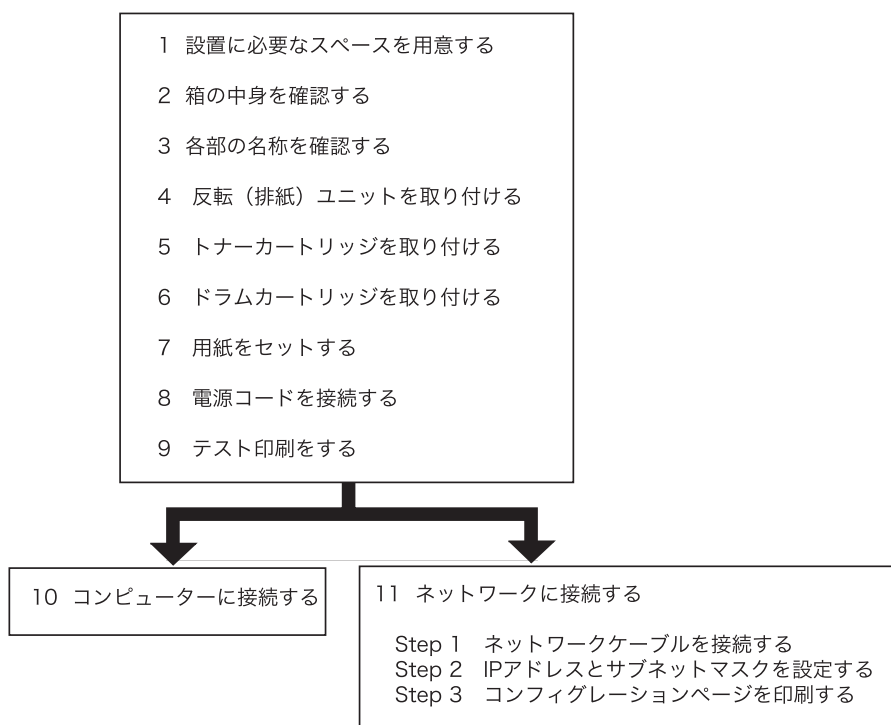 1 設置に必要なスペースを用意する
2 箱の中身を確認する
3 各部の名称を確認する
4 反転（排紙）ユニットを取り付ける
5 トナーカートリッジを取り付ける
6 ドラムカートリッジを取り付ける
7 用紙をセットする
8 電源コードを接続する
9 テスト印刷をする
10 コンピューターに接続する
11 ネットワークに接続する
Step 1 ネットワークケーブルを接続する
Step 2 IPアドレスとサブネットマスクを設定する
Step 3 コンフィグレーションページを印刷する